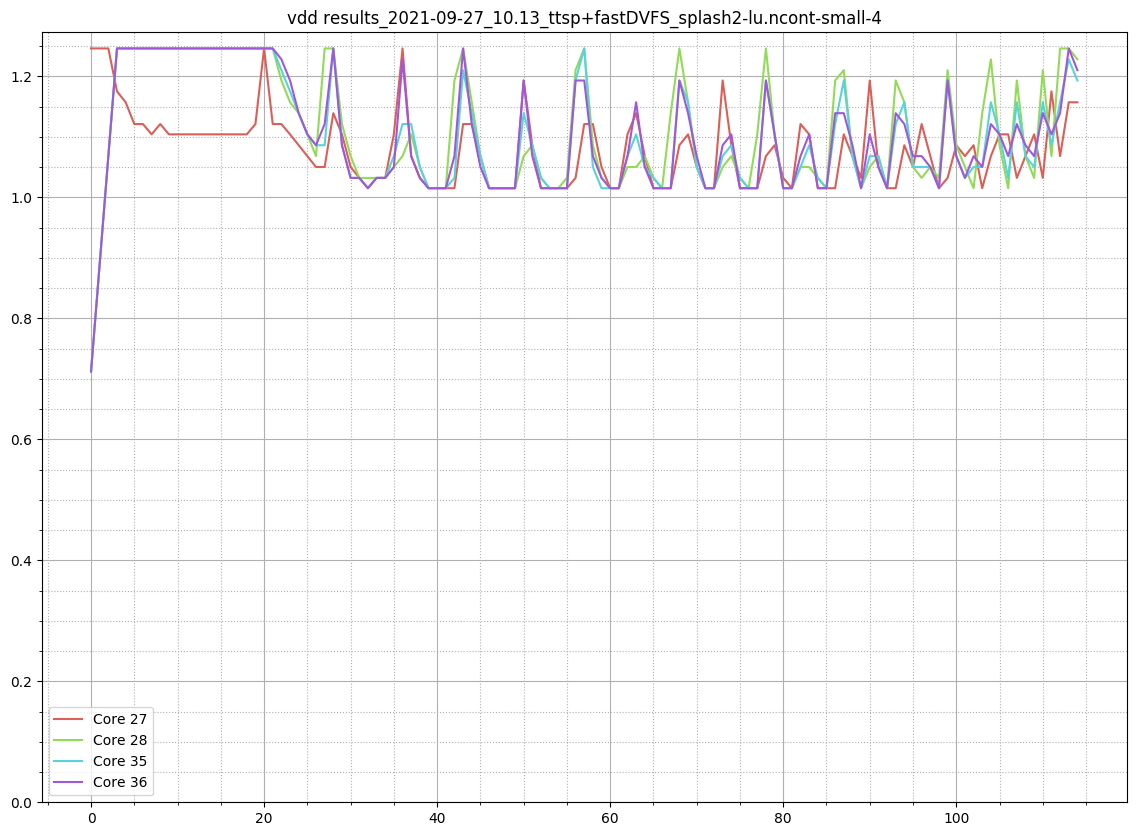 vdd results_2021-09-27_10.13_ttsp+fastDVFS_splash2-lu.ncont-small-4
1.2
1.0
0.8
0.6
0.4
0.2
0.0
Core 27
Core 28
Core 35
Core 36
0 20 40 60 80 100